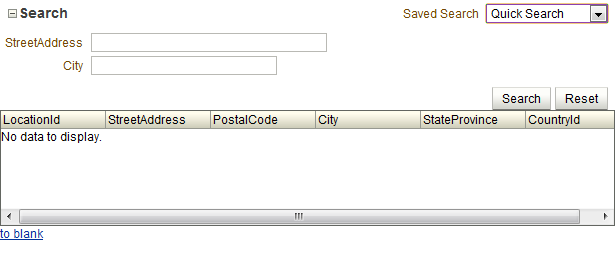 Search Saved Search Quick Search
StreetAddress
City
Search Reset
LocationId StreetAddress PostalCode City StateProvince CountryId
No data to display.
to blank